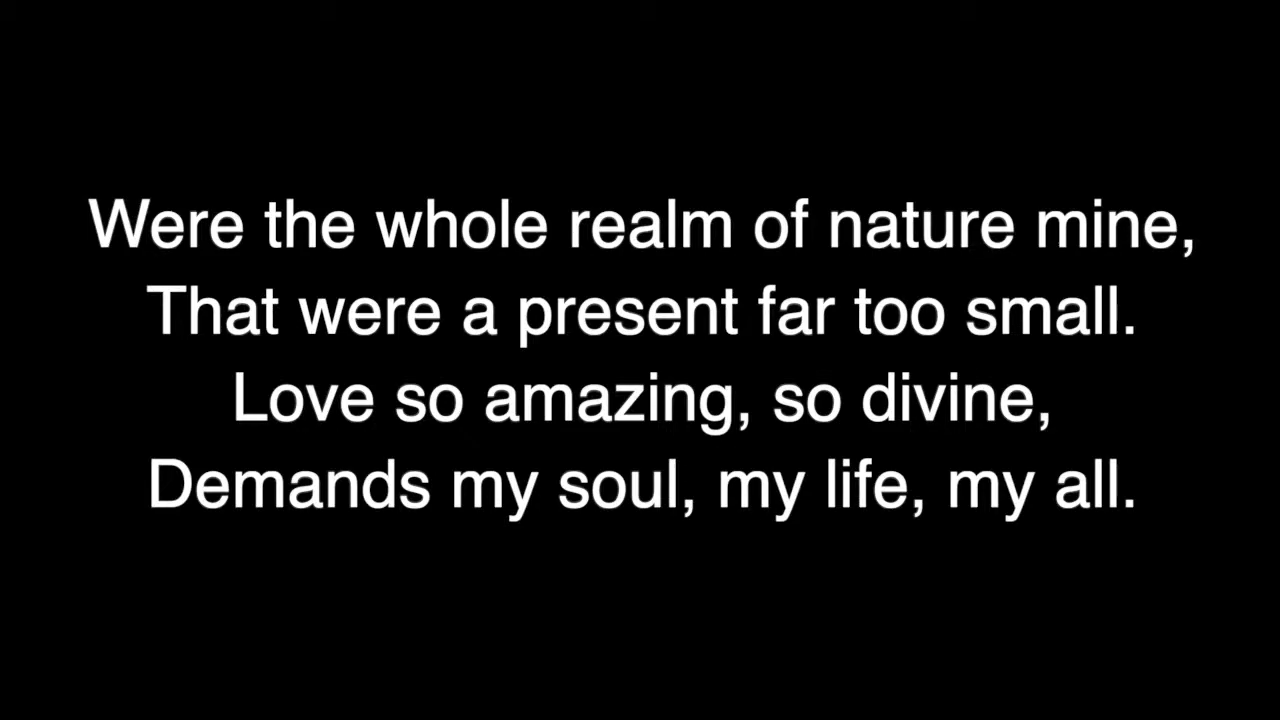 Were the whole realm of nature mine,
That were a present far too small.
Love so amazing, so divine,
Demands my soul, my life, my all.